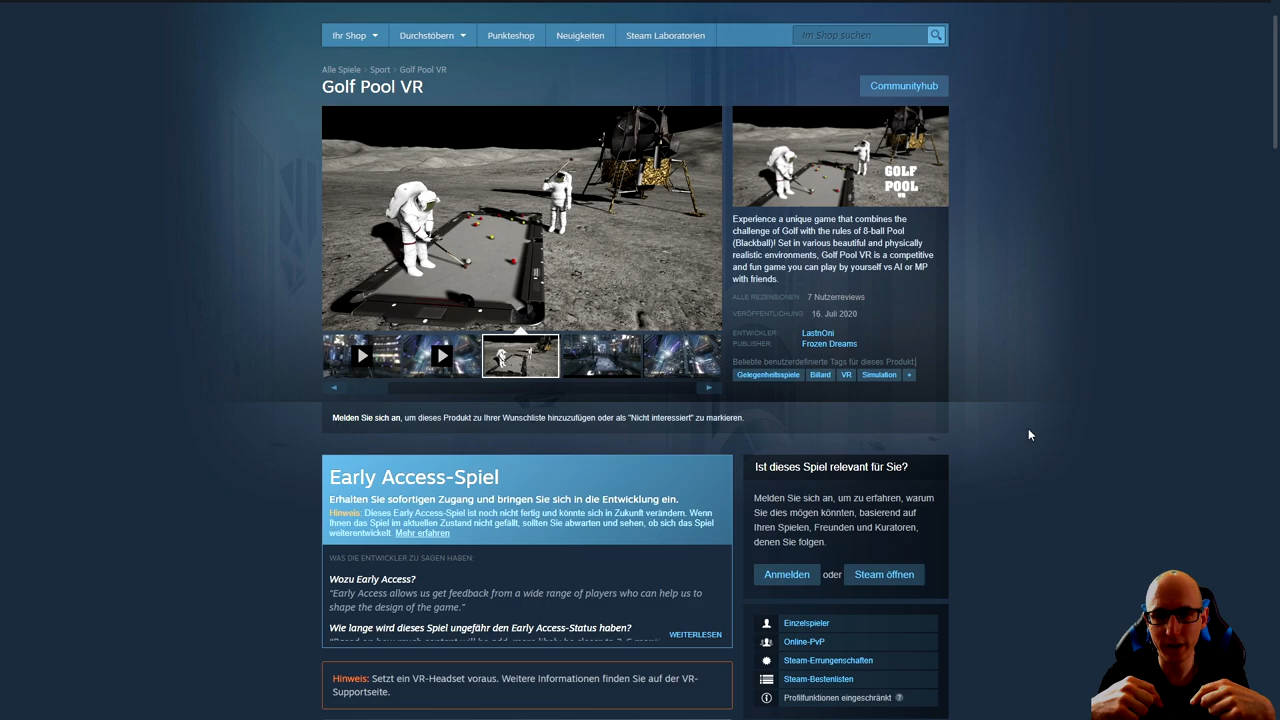 Ihr Shop
Durchstöbern
Punkteshop
Neuigkeiten
Steam Laboratorien
Im Shop suchen
Alle Spiele > Sport > Golf Pool VR
Golf Pool VR
Communityhub
GOLF
POOL
VR
Experience a unique game that combines the
challenge of Golf with the rules of 8-ball Pool
(Blackball)! Set in various beautiful and physically
realistic environments, Golf Pool VR is a competitive
and fun game you can play by yourself vs AI or MP
with friends.
ALLE REZENSIONEN: 7 Nutzerreviews
VERÖFFENTLICHUNG: 16. Juli 2020
ENTWICKLER: LastnOni
PUBLISHER: Frozen Dreams
Beliebte benutzerdefinierte Tags für dieses Produkt:
Gelegenheitsspiele Billard VR Simulation +
Melden Sie sich an, um dieses Produkt zu Ihrer Wunschliste hinzuzufügen oder als "Nicht interessiert" zu markieren.
Early Access-Spiel
Erhalten Sie sofortigen Zugang und bringen Sie sich in die Entwicklung ein.
Hinweis: Dieses Early Access-Spiel ist noch nicht fertig und könnte sich in Zukunft verändern. Wenn
Ihnen das Spiel im aktuellen Zustand nicht gefällt, sollten Sie abwarten und sehen, ob sich das Spiel
weiterentwickelt. Mehr erfahren
WAS DIE ENTWICKLER ZU SAGEN HABEN:
Wozu Early Access?
"Early Access allows us get feedback from a wide range of players who can help us to
shape the design of the game."
Wie lange wird dieses Spiel ungefähr den Early Access-Status haben?
WEITERLESEN
Hinweis: Setzt ein VR-Headset voraus. Weitere Informationen finden Sie auf der VR-
Supportseite.
Ist dieses Spiel relevant für Sie?
Melden Sie sich an, um zu erfahren, warum
Sie dies mögen könnten, basierend auf
Ihren Spielen, Freunden und Kuratoren,
denen Sie folgen.
Anmelden oder Steam öffnen
Einzelspieler
Online-PvP
Steam-Errungenschaften
Steam-Bestenlisten
Profilfunktionen eingeschränkt ?